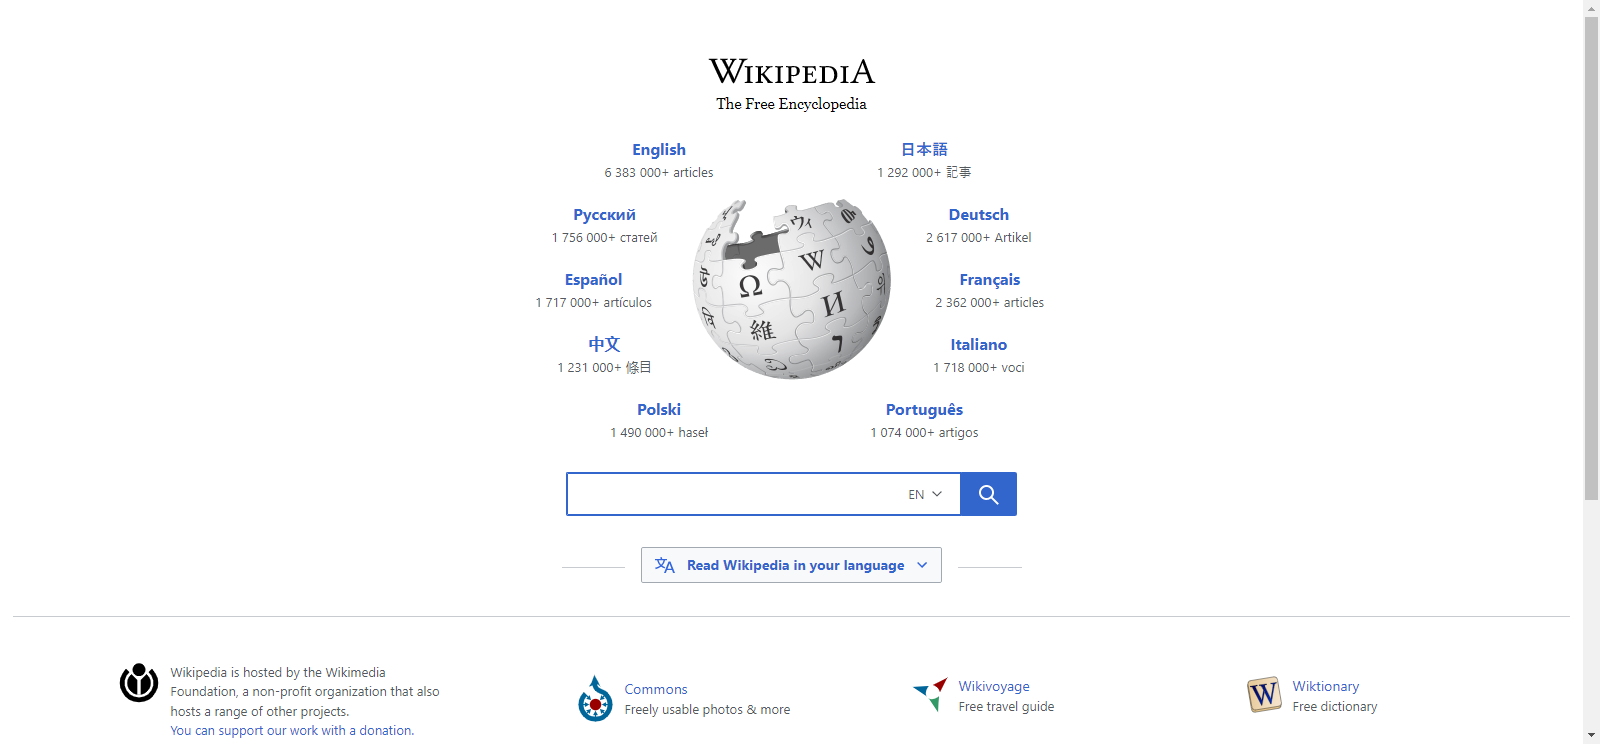 WIKIPEDIA
The Free Encyclopedia
English
6 383 000+ articles
日本語
1 292 000+ 記事
Русский
1 756 000+ статей
Deutsch
2 617 000+ Artikel
Español
1 717 000+ artículos
Français
2 362 000+ articles
中文
1 231 000+ 條目
Italiano
1 718 000+ voci
Polski
1 490 000+ haseł
Português
1 074 000+ artigos
Ω
W
И
維
ウィ
EN
Read Wikipedia in your language
Wikipedia is hosted by the Wikimedia
Foundation, a non-profit organization that also
hosts a range of other projects.
You can support our work with a donation.
Commons
Freely usable photos & more
Wikivoyage
Free travel guide
W
Wiktionary
Free dictionary